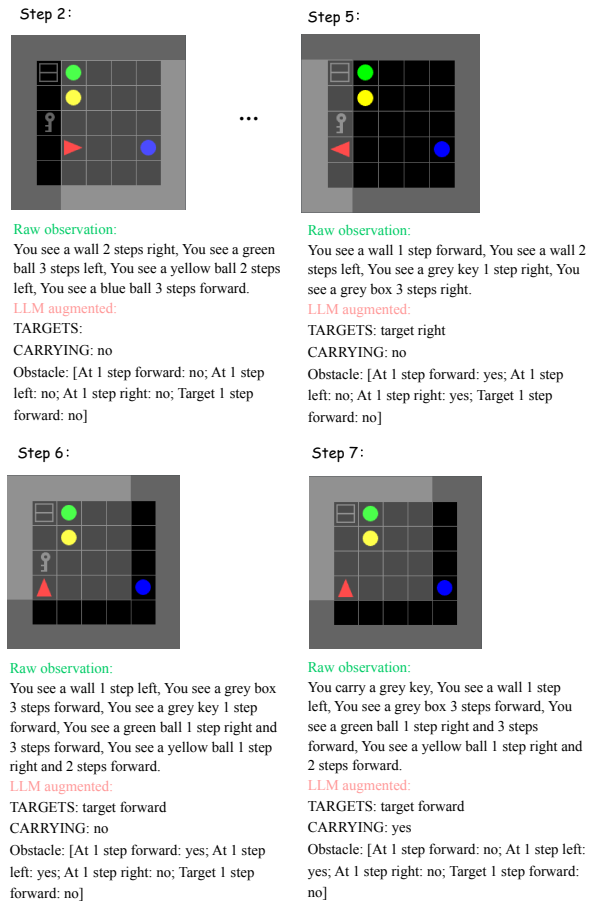 Step 2:
Raw observation:
You see a wall 2 steps right, You see a green
ball 3 steps left, You see a yellow ball 2 steps
left, You see a blue ball 3 steps forward.
LLM augmented:
TARGETS:
CARRYING: no
Obstacle: [At 1 step forward: no; At 1 step
left: no; At 1 step right: no; Target 1 step
forward: no]
...
Step 5:
Raw observation:
You see a wall 1 step forward, You see a wall 2
steps left, You see a grey key 1 step right, You
see a grey box 3 steps right.
LLM augmented:
TARGETS: target right
CARRYING: no
Obstacle: [At 1 step forward: yes; At 1 step
left: no; At 1 step right: yes; Target 1 step
forward: no]
Step 6:
Raw observation:
You see a wall 1 step left, You see a grey box
3 steps forward, You see a grey key 1 step
forward, You see a green ball 1 step right and
3 steps forward, You see a yellow ball 1 step
right and 2 steps forward.
LLM augmented:
TARGETS: target forward
CARRYING: no
Obstacle: [At 1 step forward: yes; At 1 step
left: yes; At 1 step right: no; Target 1 step
forward: no]
Step 7:
Raw observation:
You carry a grey key, You see a wall 1 step
left, You see a grey box 3 steps forward, You
see a green ball 1 step right and 3 steps
forward, You see a yellow ball 1 step right and
2 steps forward.
LLM augmented:
TARGETS: target forward
CARRYING: yes
Obstacle: [At 1 step forward: no; At 1 step left:
yes; At 1 step right: no; Target 1 step forward:
no]